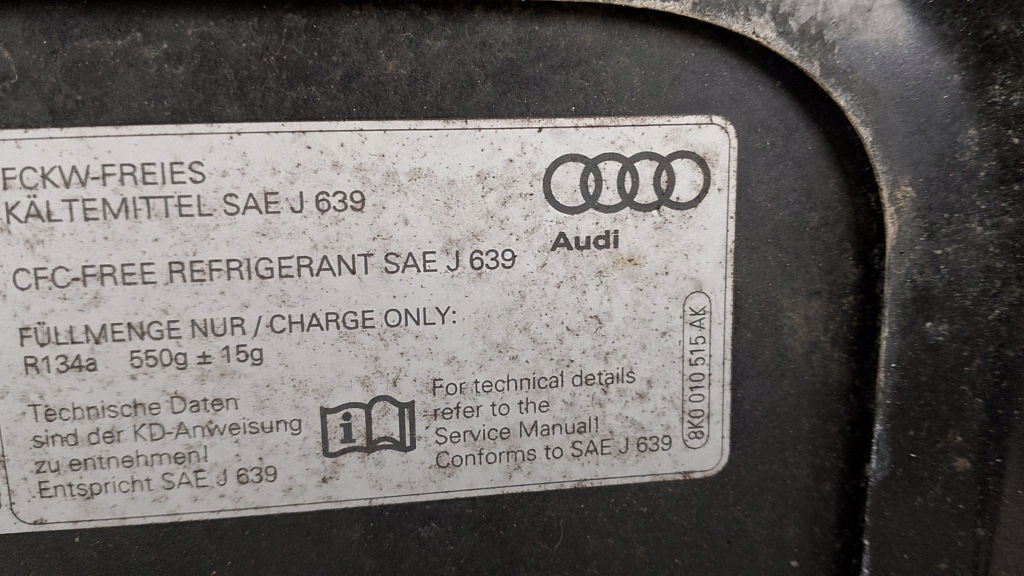 FCKW-FREIES
KÄLTEMITTEL SAE J 639
Audi
CFC-FREE REFRIGERANT SAE J 639
FÜLLMENGE NUR / CHARGE ONLY:
R134a 550g ± 15g
Technische Daten
sind der KD-Anweisung
zu entnehmen!
Entspricht SAE J 639
i
For technical details
refer to the
Service Manual!
Conforms to SAE J 639
8K0 010 515 AK